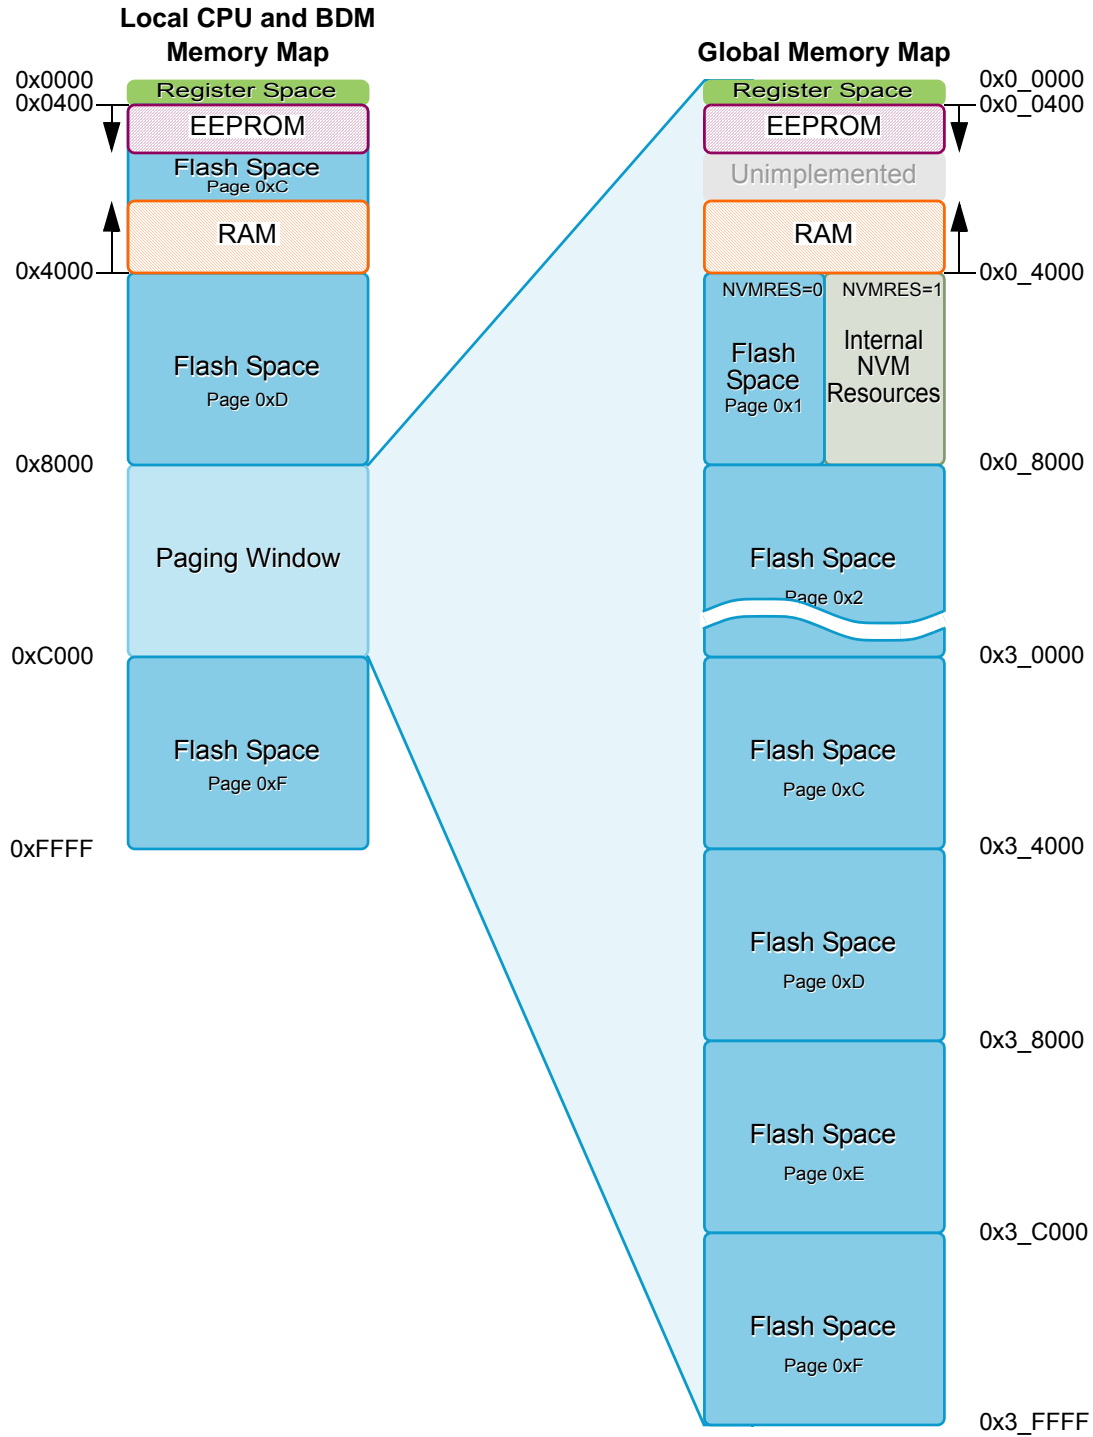 Local CPU and BDM
Memory Map
0x0000
Register Space
0x0400
EEPROM
Flash Space
Page 0xC
RAM
0x4000
Flash Space
Page 0xD
0x8000
Paging Window
0xC000
Flash Space
Page 0xF
0xFFFF
Global Memory Map
0x0_0000
Register Space
0x0_0400
EEPROM
Unimplemented
RAM
0x0_4000
NVMRES=0
Flash
Space
Page 0x1
NVMRES=1
Internal
NVM
Resources
0x0_8000
Flash Space
Page 0x2
0x3_0000
Flash Space
Page 0xC
0x3_4000
Flash Space
Page 0xD
0x3_8000
Flash Space
Page 0xE
0x3_C000
Flash Space
Page 0xF
0x3_FFFF